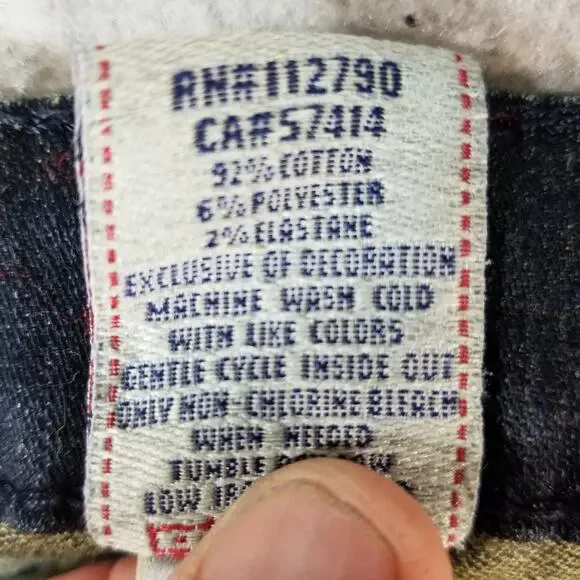 RN#112790
CA#57414
92% COTTON
6% POLYESTER
2% ELASTANE
EXCLUSIVE OF DECORATION
MACHINE WASH COLD
WITH LIKE COLORS
GENTLE CYCLE INSIDE OUT
ONLY NON-CHLORINE BLEACH
WHEN NEEDED
TUMBLE
LOW